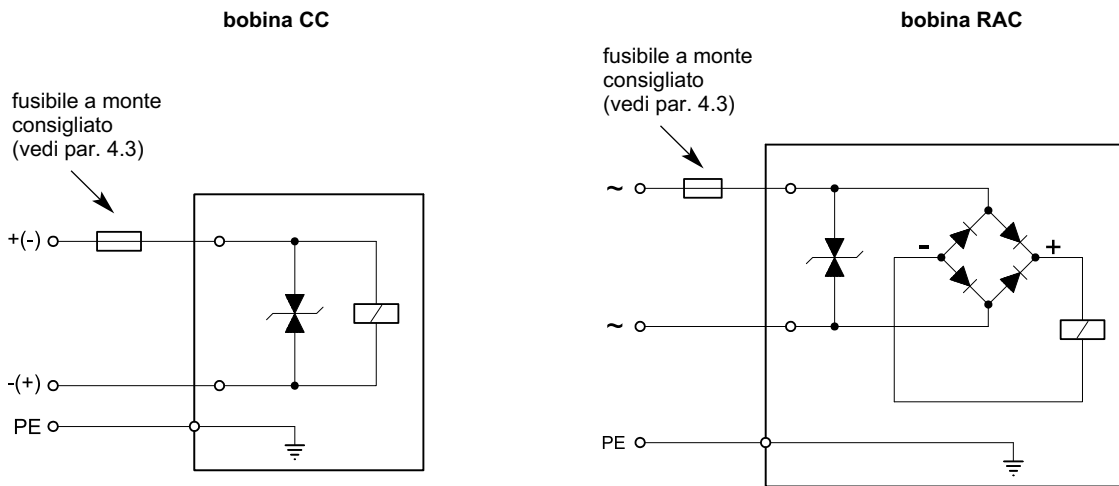 bobina CC
fusibile a monte
consigliato
(vedi par. 4.3)
+(-)
-(+)
PE
bobina RAC
fusibile a monte
consigliato
(vedi par. 4.3)
~
- +
~
PE